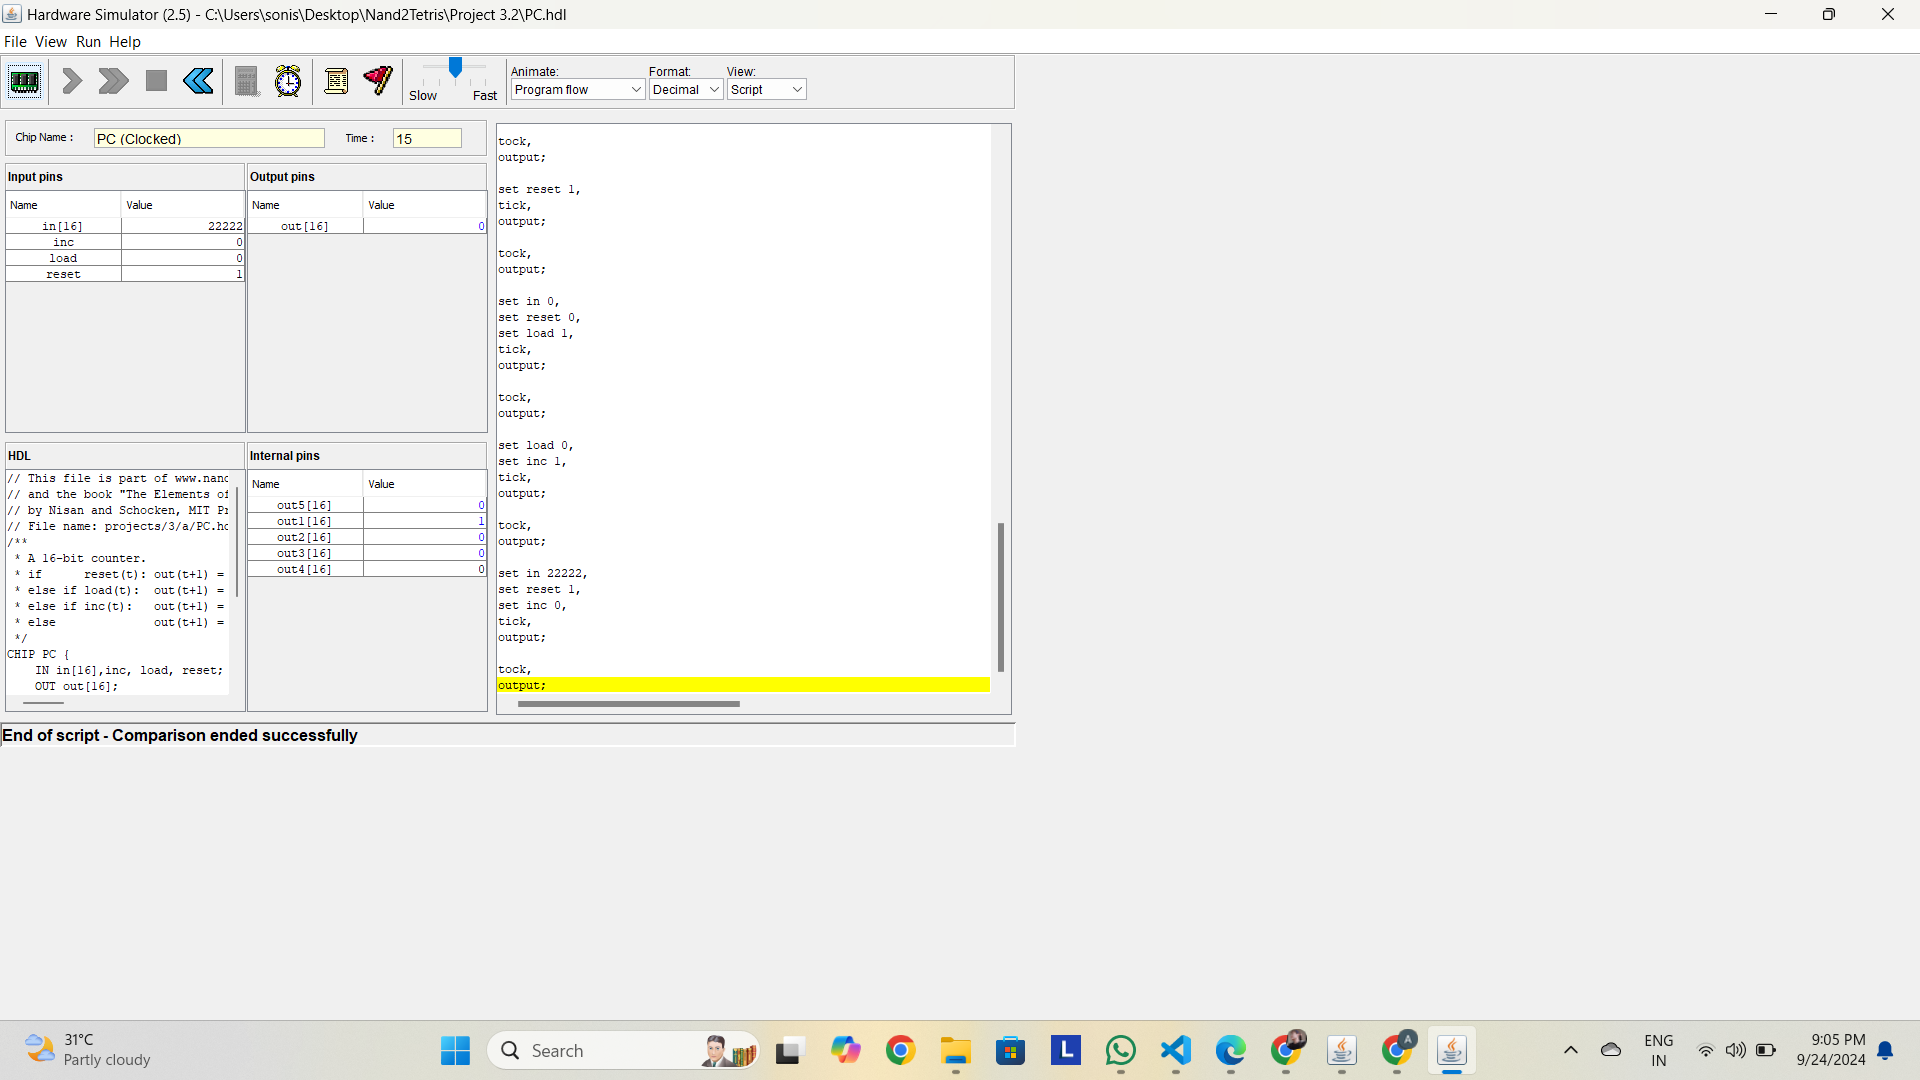 Hardware Simulator (2.5) - C:\Users\sonis\Desktop\Nand2Tetris\Project 3.2\PC.hdl
File View Run Help
Slow Fast
Animate: Format: View:
Program flow Decimal Script
Chip Name : PC (Clocked) Time : 15
Input pins
Name Value
in[16] 22222
inc 0
load 0
reset 1
Output pins
Name Value
out[16] 0
HDL
// This file is part of www.nand
// and the book "The Elements of
// by Nisan and Schocken, MIT Pr
// File name: projects/3/a/PC.hd
/**
* A 16-bit counter.
* if reset(t): out(t+1) =
* else if load(t): out(t+1) =
* else if inc(t): out(t+1) =
* else out(t+1) =
*/
CHIP PC {
IN in[16],inc, load, reset;
OUT out[16];
Internal pins
Name Value
out5[16] 0
out1[16] 1
out2[16] 0
out3[16] 0
out4[16] 0
tock,
output;
set reset 1,
tick,
output;
tock,
output;
set in 0,
set reset 0,
set load 1,
tick,
output;
tock,
output;
set load 0,
set inc 1,
tick,
output;
tock,
output;
set in 22222,
set reset 1,
set inc 0,
tick,
output;
tock,
output;
End of script - Comparison ended successfully
31°C
Partly cloudy
Search
L
A
ENG
IN
9:05 PM
9/24/2024